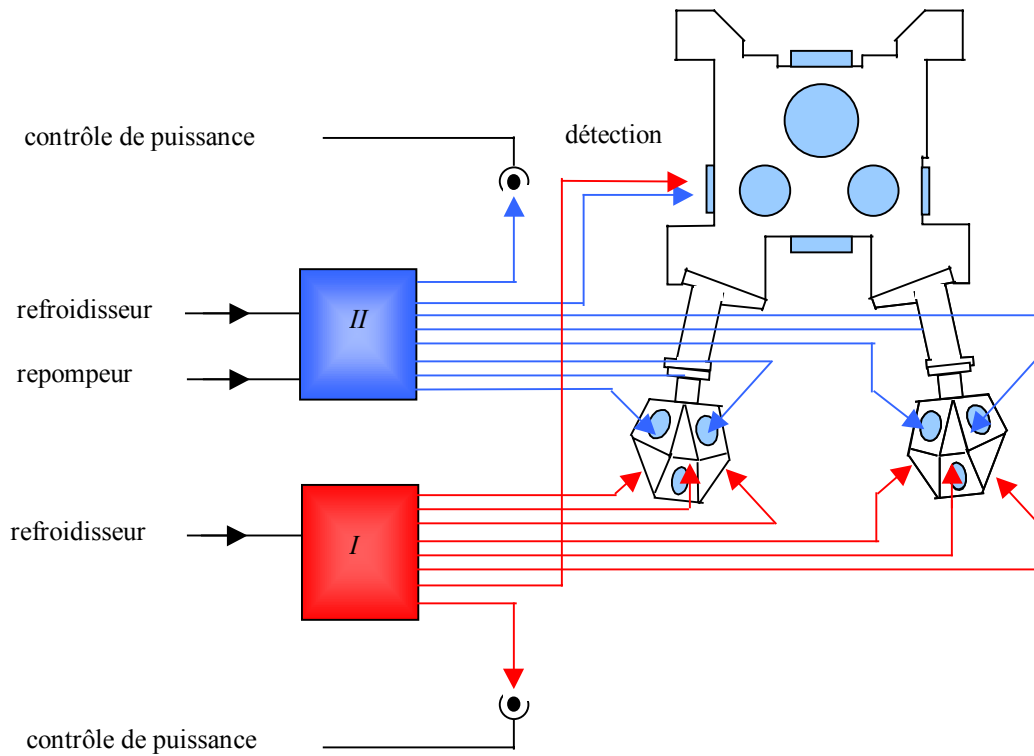 contrôle de puissance
détection
refroidisseur
II
repompeur
refroidisseur
I
contrôle de puissance